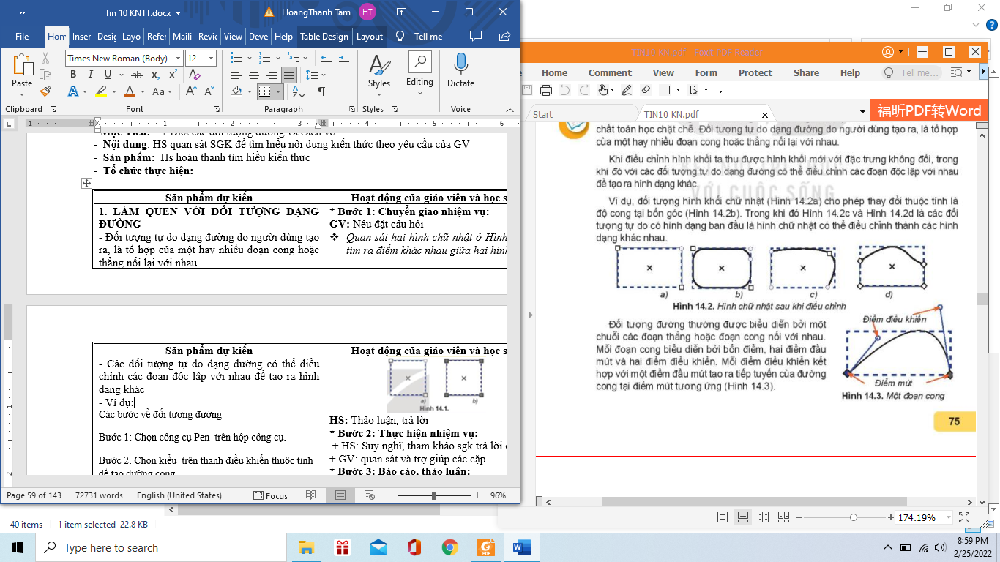 Tin 10 KNTT.docx
HoangThanh Tam
HT
File
Hom
Inser
Desig
Layo
Refer
Maili
Revie
View
Deve
Help
Table Design
Layout
Tell me
Times New Roman (Body)
12
Paste
Styles
Editing
Dictate
Clipboard
Font
Paragraph
Styles
Voice
- Mục Tiêu: + Biết các đối tượng đường và cách vẽ
- Nội dung: HS quan sát SGK để tìm hiểu nội dung kiến thức theo yêu cầu của GV
- Sản phẩm: Hs hoàn thành tìm hiểu kiến thức
- Tổ chức thực hiện:
Sản phẩm dự kiến
1. LÀM QUEN VỚI ĐỐI TƯỢNG DẠNG
ĐƯỜNG
- Đối tượng tự do dạng đường do người dùng tạo
ra, là tổ hợp của một hay nhiều đoạn cong hoặc
thẳng nối lại với nhau
Hoạt động của giáo viên và học s
* Bước 1: Chuyển giao nhiệm vụ:
GV: Nêu đặt câu hỏi
❖ Quan sát hai hình chữ nhật ở Hình
tìm ra điểm khác nhau giữa hai hình
Sản phẩm dự kiến
- Các đối tượng tự do dạng đường có thể điều
chỉnh các đoạn độc lập với nhau để tạo ra hình
dạng khác
- Ví dụ:
Các bước vẽ đối tượng đường
Bước 1: Chọn công cụ Pen trên hộp công cụ.
Bước 2. Chọn kiểu trên thanh điều khiển thuộc tính
để tạo đường cong
Hoạt động của giáo viên và học s
a)
b)
Hình 14.1.
HS: Thảo luận, trả lời
* Bước 2: Thực hiện nhiệm vụ:
+ HS: Suy nghĩ, tham khảo sgk trả lời c
+ GV: quan sát và trợ giúp các cặp.
* Bước 3: Báo cáo, thảo luận:
Page 59 of 143
72731 words
English (United States)
Focus
96%
40 items
1 item selected 22.8 KB
TIN10 KN.pdf - Foxit PDF Reader
Home
Comment
View
Form
Protect
Share
Help
Tell me...
Start
TIN10 KN.pdf
福昕PDF转Word
chất toán học chặt chẽ. Đối tượng tự do dạng đường do người dùng tạo ra, là tổ hợp
của một hay nhiều đoạn cong hoặc thẳng nối lại với nhau.
Khi điều chỉnh hình khối ta thu được hình khối mới với đặc trưng không đổi, trong
khi đó với các đối tượng tự do dạng đường có thể điều chỉnh các đoạn độc lập với nhau
để tạo ra hình dạng khác.
VỚI CUỘC SỐNG
Ví dụ, đối tượng hình khối chữ nhật (Hình 14.2a) cho phép thay đổi thuộc tính là
độ cong tại bốn góc (Hình 14.2b). Trong khi đó Hình 14.2c và Hình 14.2d là các đối
tượng tự do có hình dạng ban đầu là hình chữ nhật có thể điều chỉnh thành các hình
dạng khác nhau.
a)
b)
c)
d)
Hình 14.2. Hình chữ nhật sau khi điều chỉnh
Đối tượng đường thường được biểu diễn bởi một
chuỗi các đoạn thẳng hoặc đoạn cong nối với nhau.
Mỗi đoạn cong biểu diễn bởi bốn điểm, hai điểm đầu
mút và hai điểm điều khiển. Mỗi điểm điều khiển kết
hợp với một điểm đầu mút tạo ra tiếp tuyến của đường
cong tại điểm mút tương ứng (Hình 14.3).
Điểm điều khiển
Điểm mút
Hình 14.3. Một đoạn cong
75
174.19%
Type here to search
8:59 PM
2/25/2022